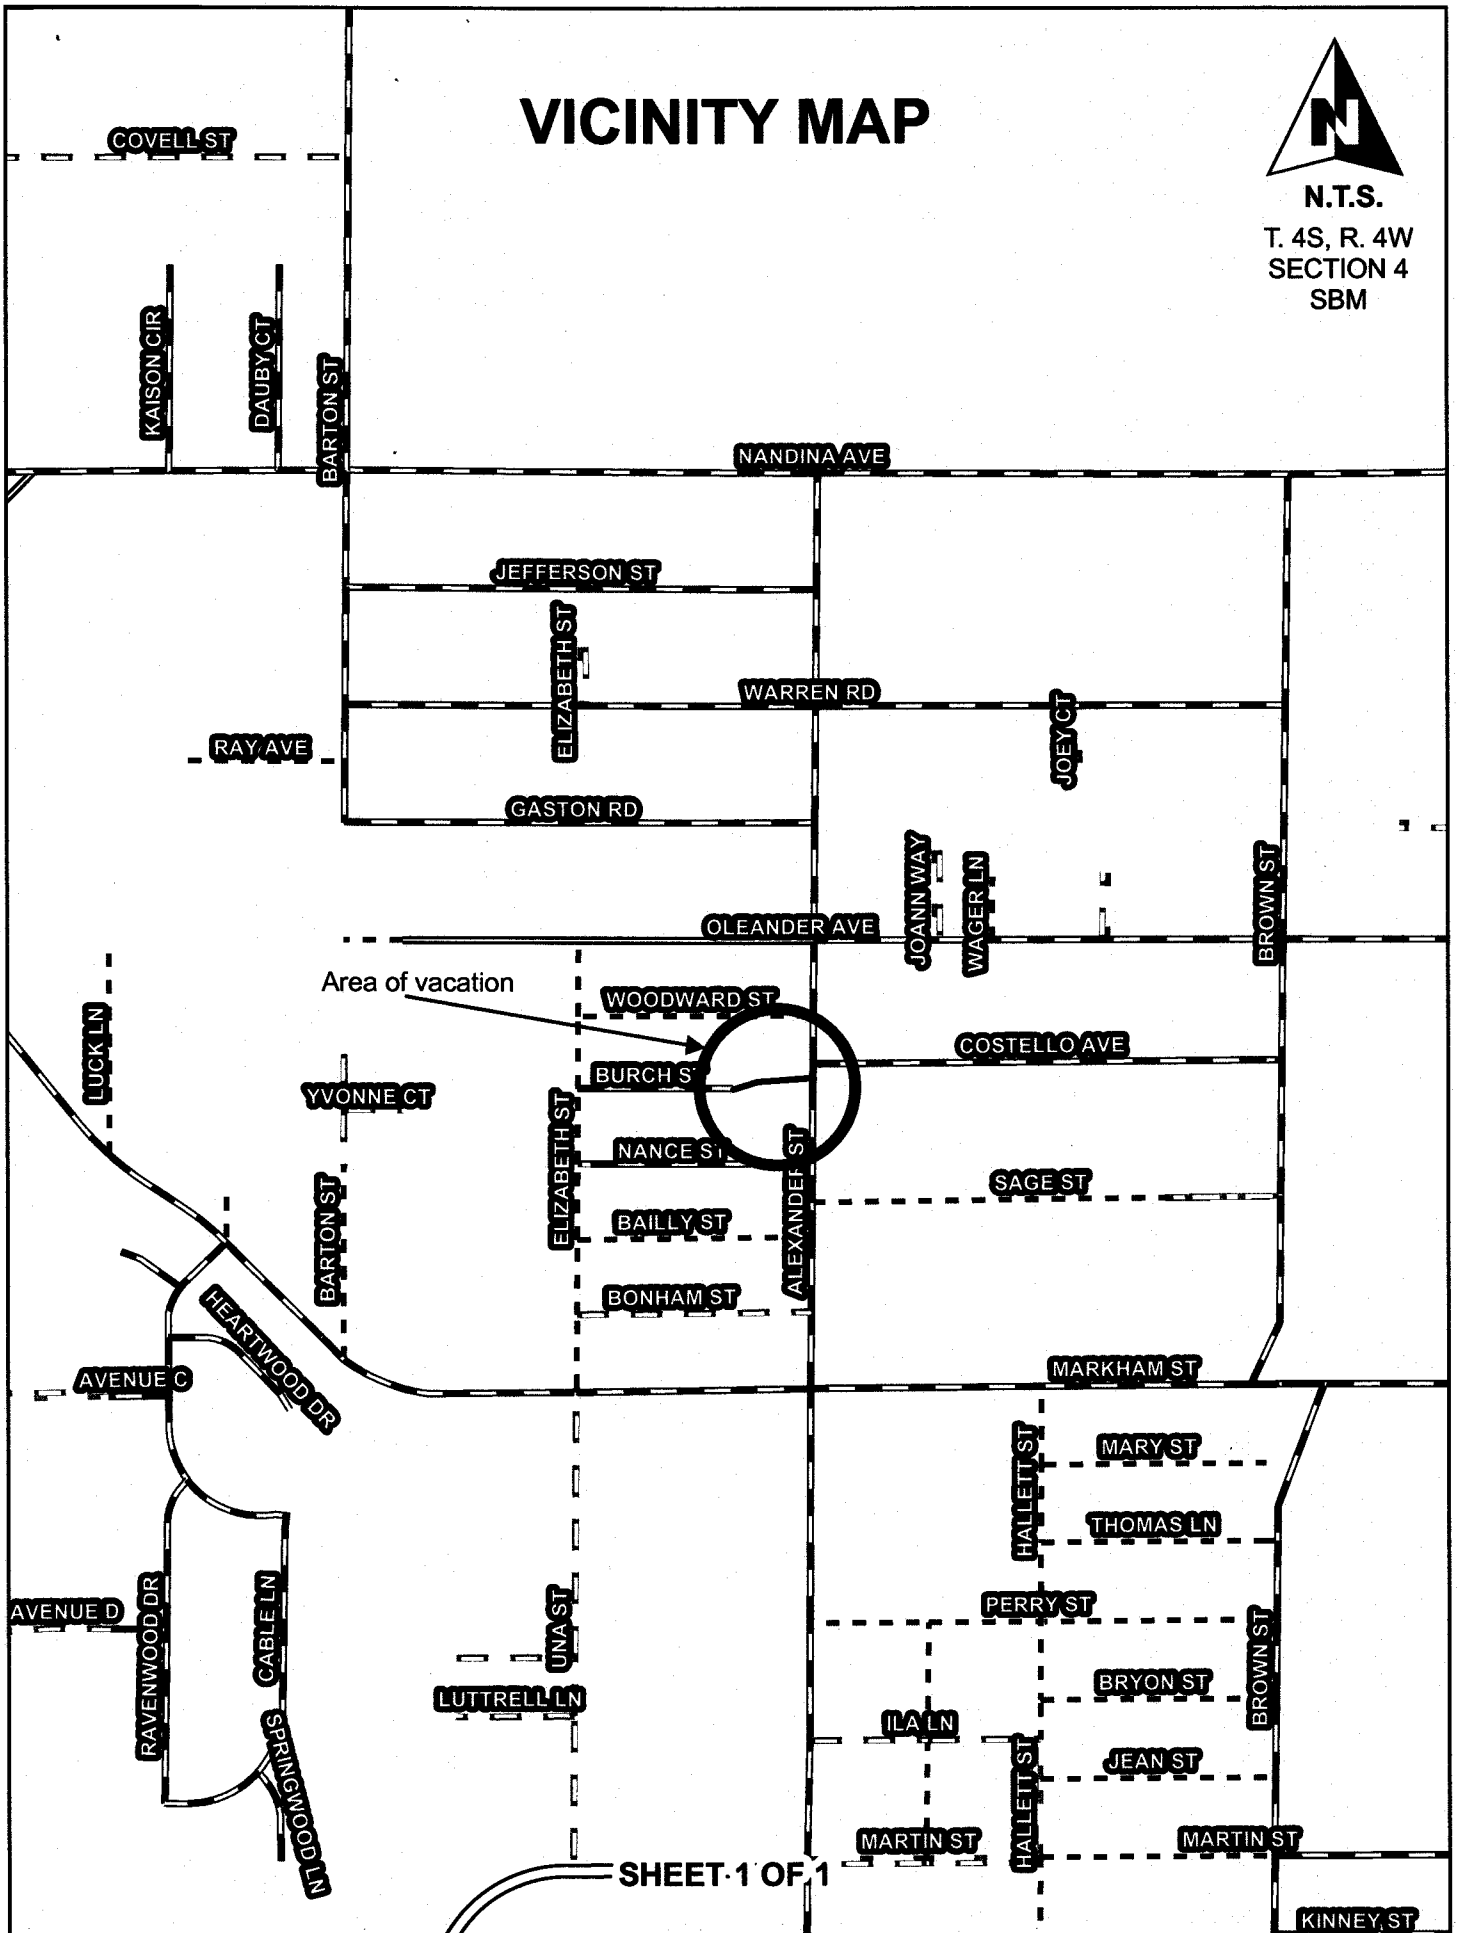 VICINITY MAP
N
N.T.S.
T. 4S, R. 4W
SECTION 4
SBM
COVELL ST
KAISON CIR
DAUBY CT
BARTON ST
NANDINA AVE
JEFFERSON ST
ELIZABETH ST
WARREN RD
JOEY CT
RAY AVE
GASTON RD
JOANN WAY
WAGER LN
BROWN ST
OLEANDER AVE
Area of vacation
WOODWARD ST
LUCK LN
COSTELLO AVE
BURCH ST
YVONNE CT
ELIZABETH ST
NANCE ST
ALEXANDER ST
SAGE ST
BARTON ST
BAILLY ST
BONHAM ST
HEARTWOOD DR
AVENUE C
MARKHAM ST
HALLETT ST
MARY ST
THOMAS LN
AVENUE D
RAVENWOOD DR
CABLE LN
UNA ST
PERRY ST
BROWN ST
BRYON ST
LUTTRELL LN
ILA LN
SPRINGWOOD LN
HALLETT ST
JEAN ST
MARTIN ST
MARTIN ST
SHEET 1 OF 1
KINNEY ST